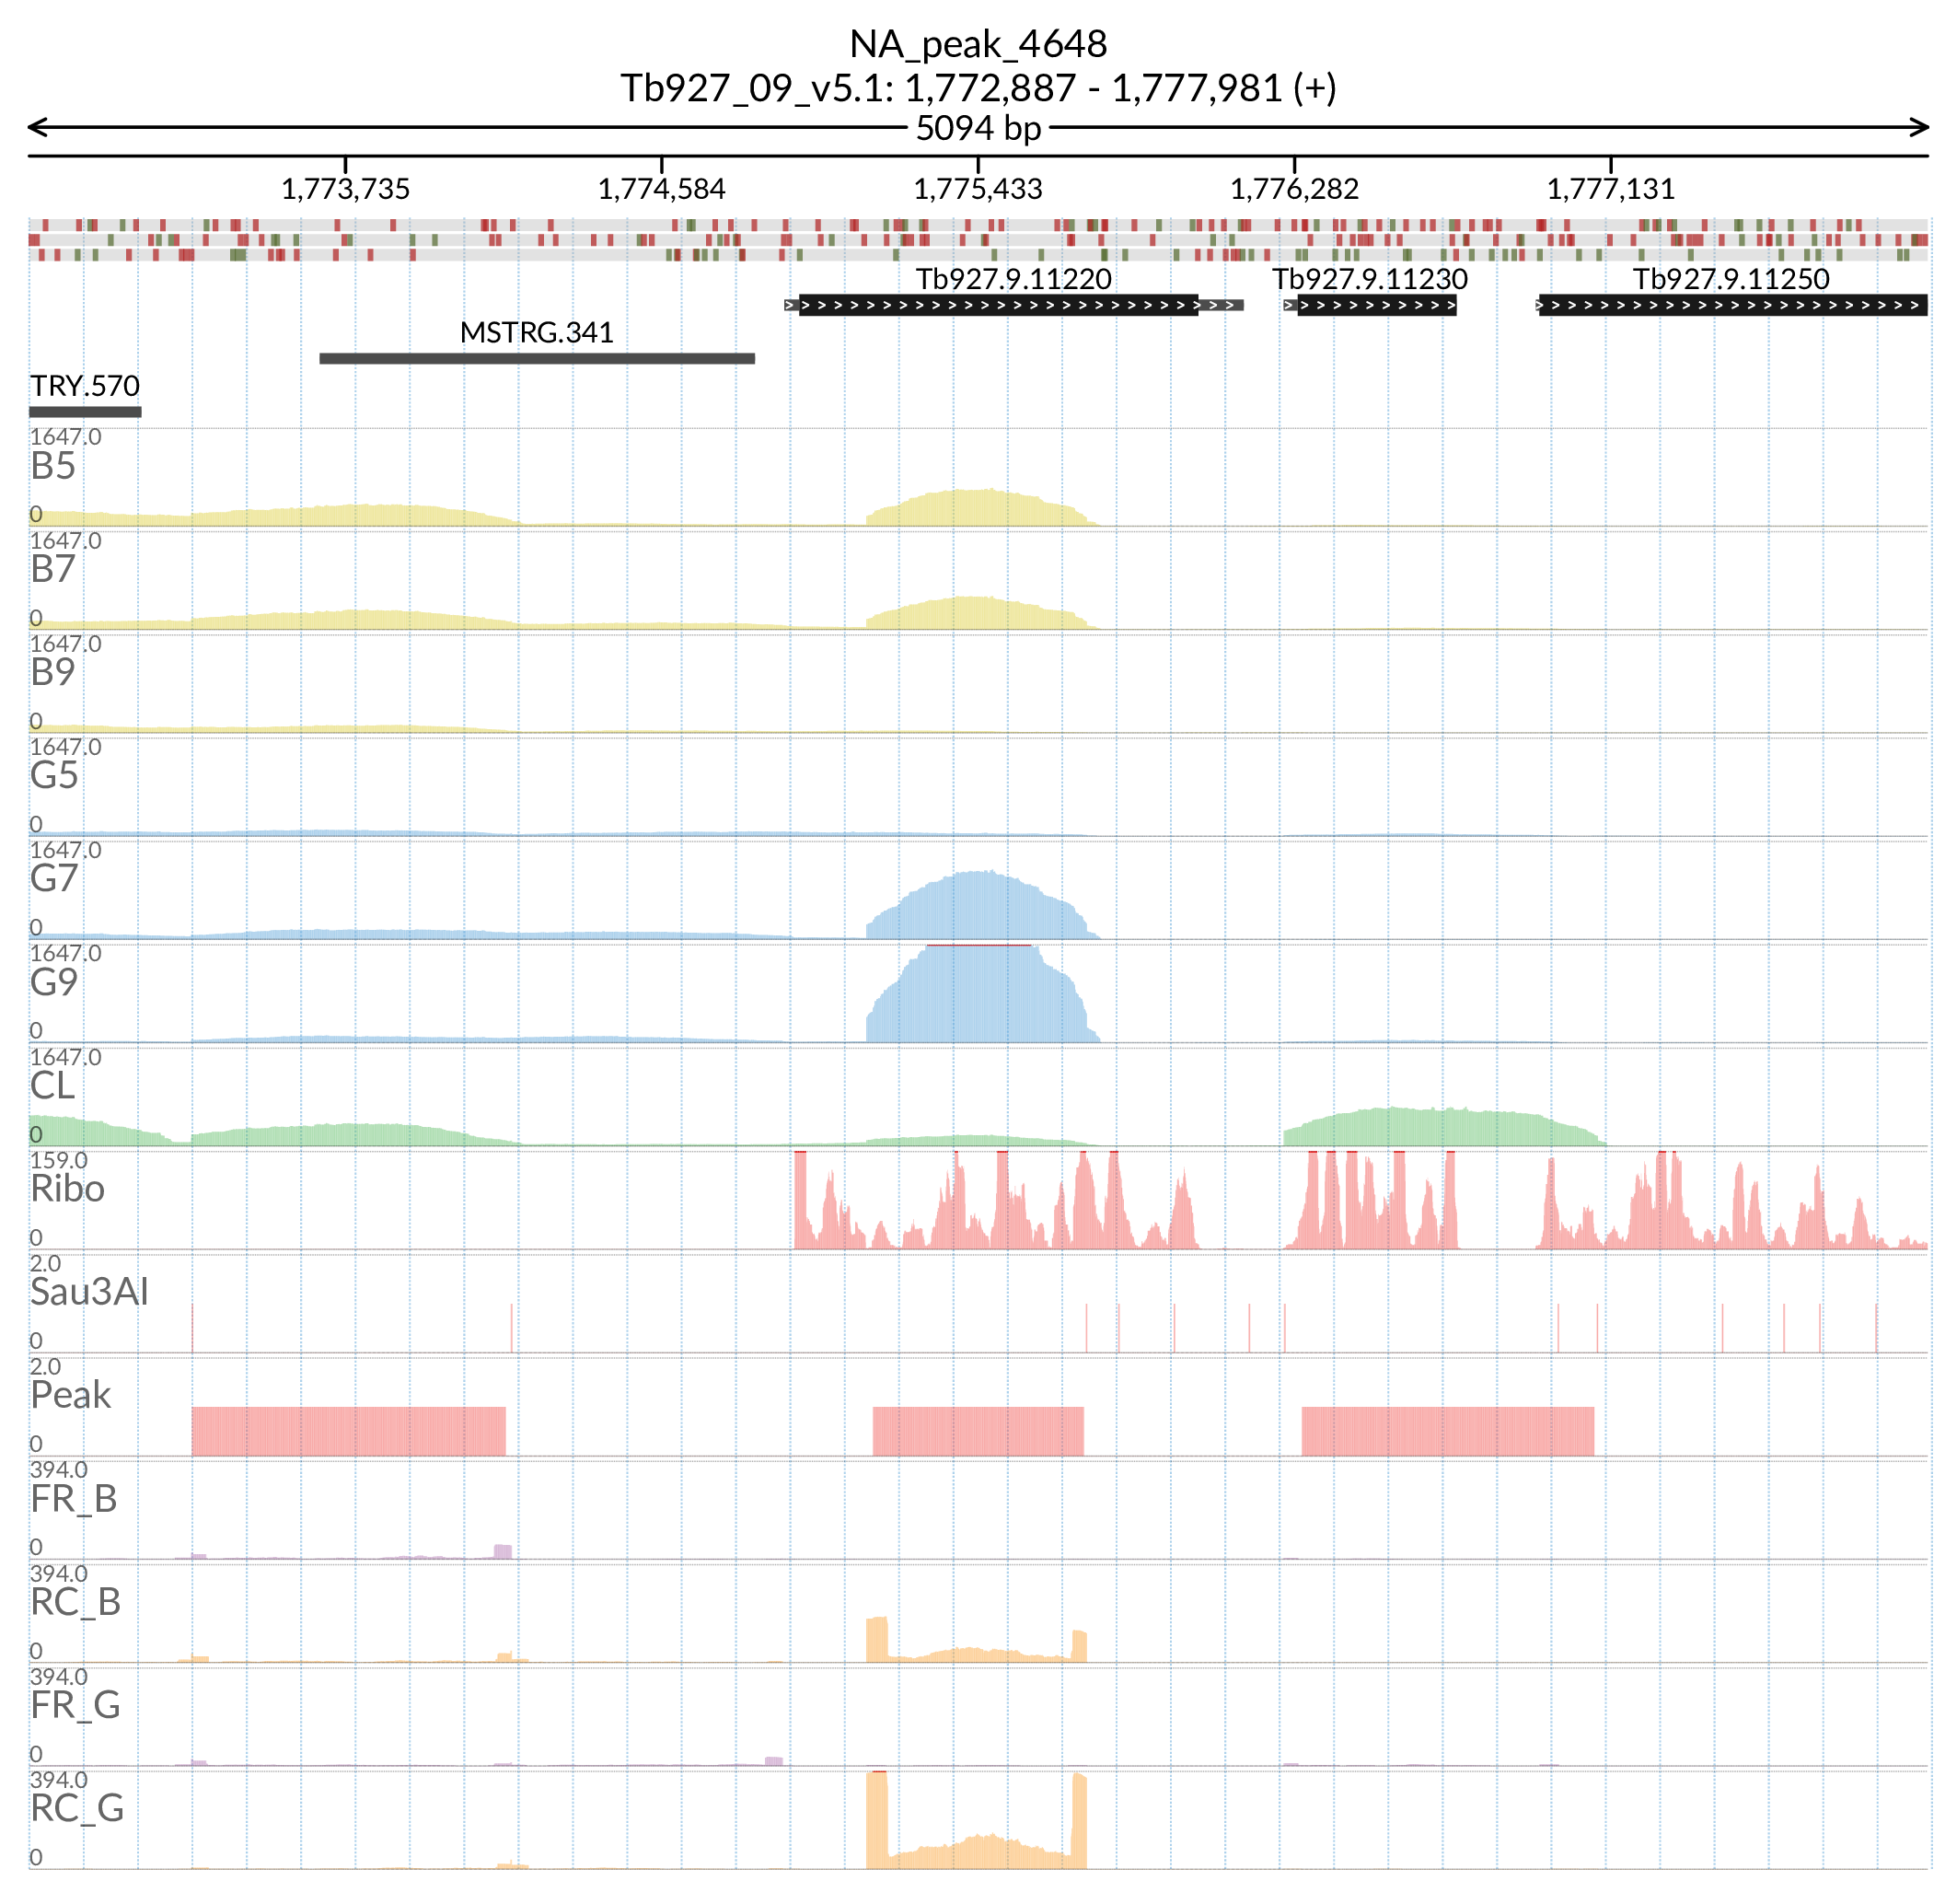 NA_peak_4648
Tb927_09_v5.1: 1,772,887 - 1,777,981 (+)
5094 bp
1,773,735 1,774,584 1,775,433 1,776,282 1,777,131
Tb927.9.11220 Tb927.9.11230 Tb927.9.11250
MSTRG.341
TRY.570
1647.0
B5
0
1647.0
B7
0
1647.0
B9
0
1647.0
G5
0
1647.0
G7
0
1647.0
G9
0
1647.0
CL
0
159.0
Ribo
0
2.0
Sau3AI
0
2.0
Peak
0
394.0
FR_B
0
394.0
RC_B
0
394.0
FR_G
0
394.0
RC_G
0